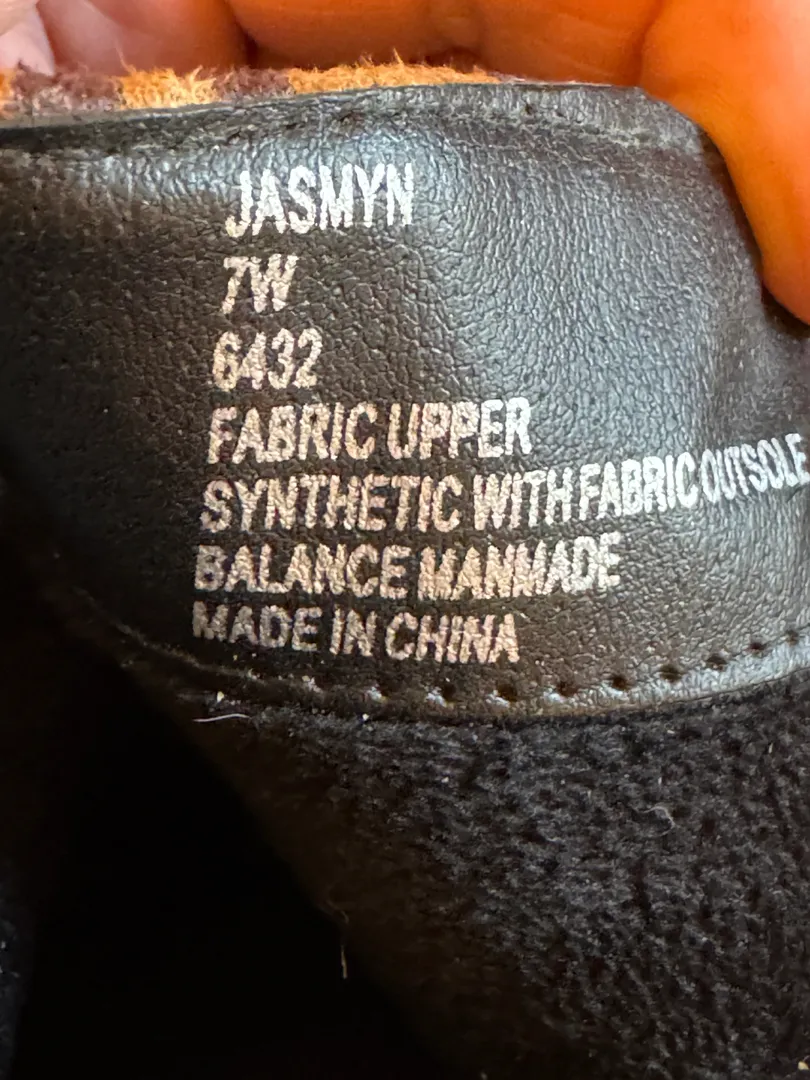 JASMYN
7W
6432
FABRIC UPPER
SYNTHETIC WITH FABRIC OUTSOLE
BALANCE MANMADE
MADE IN CHINA